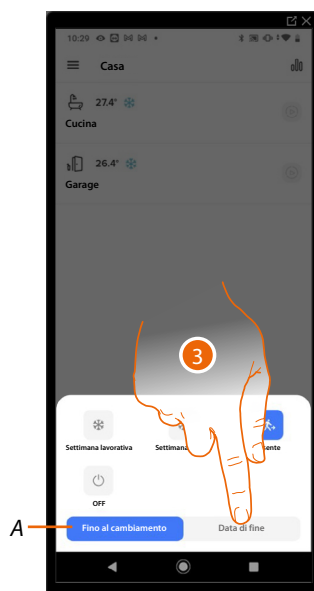 10:29
Casa
27.4°
Cucina
26.4°
Garage
3
Settimana lavorativa
Settimana
OFF
A
Fino al cambiamento
Data di fine